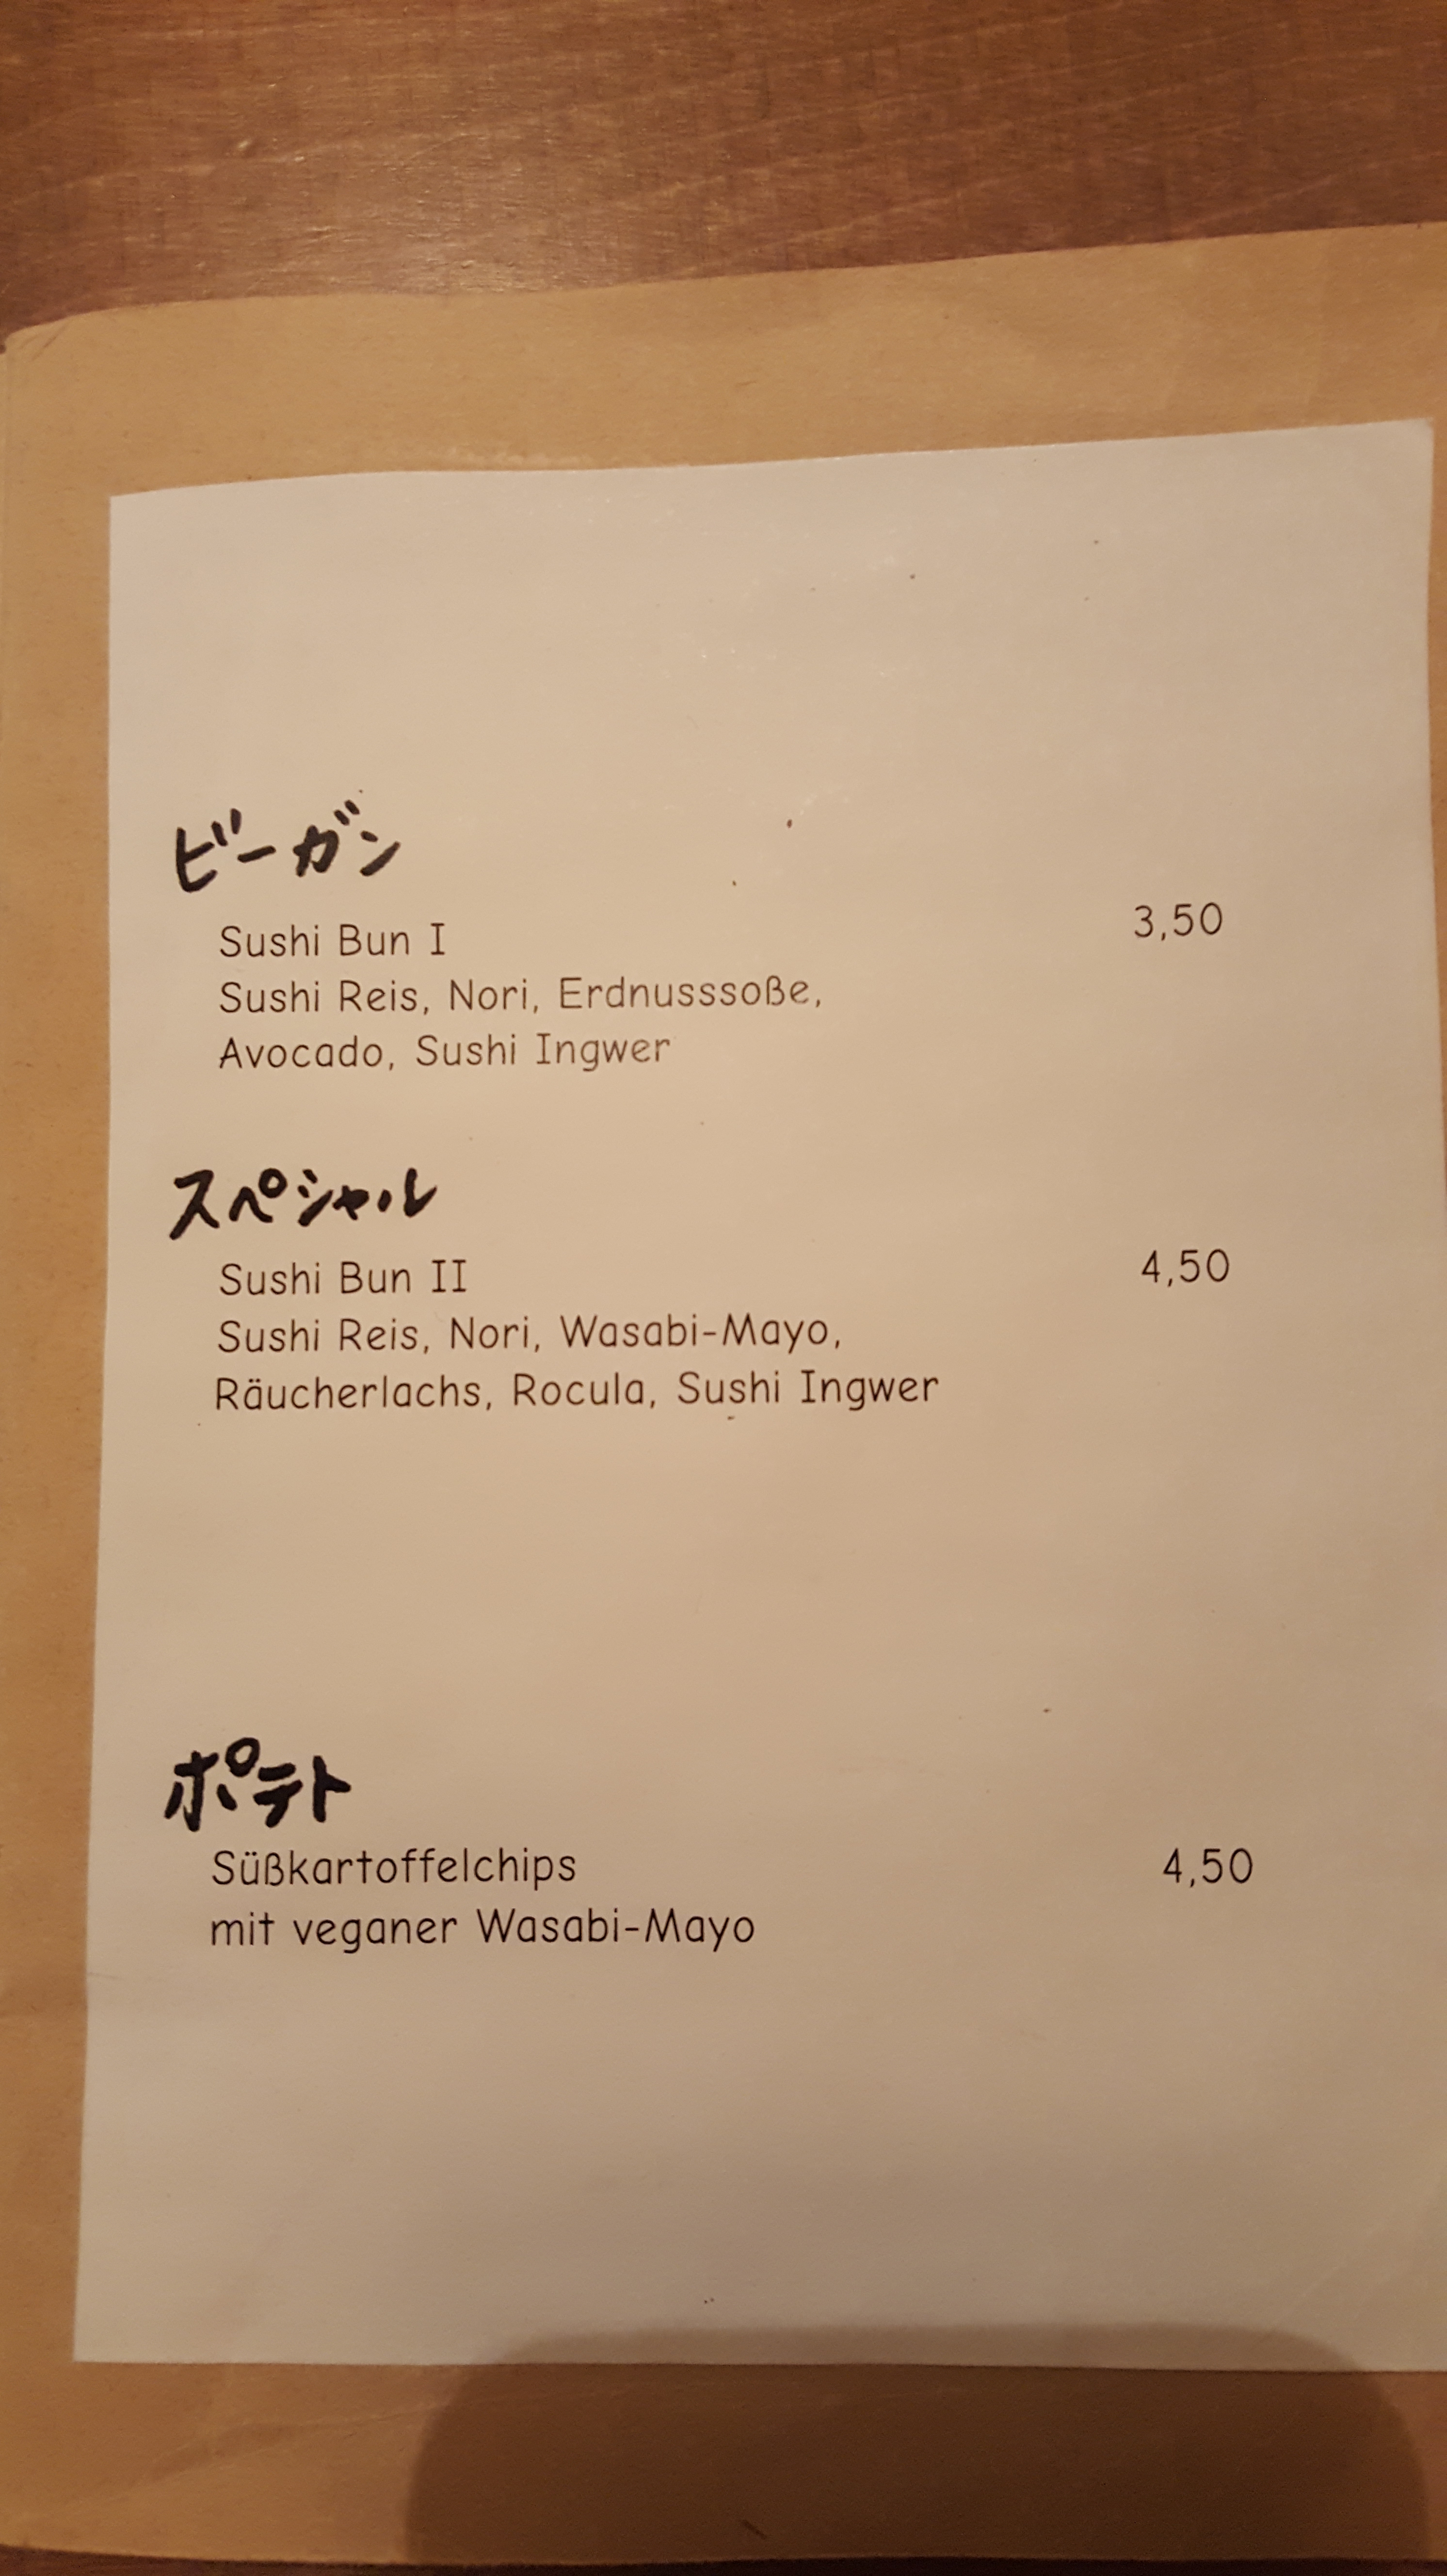 ビーガン
Sushi Bun I 3,50
Sushi Reis, Nori, Erdnusssoße,
Avocado, Sushi Ingwer
スペシャル
Sushi Bun II 4,50
Sushi Reis, Nori, Wasabi-Mayo,
Räucherlachs, Rocula, Sushi Ingwer
ポテト
Süßkartoffelchips 4,50
mit veganer Wasabi-Mayo